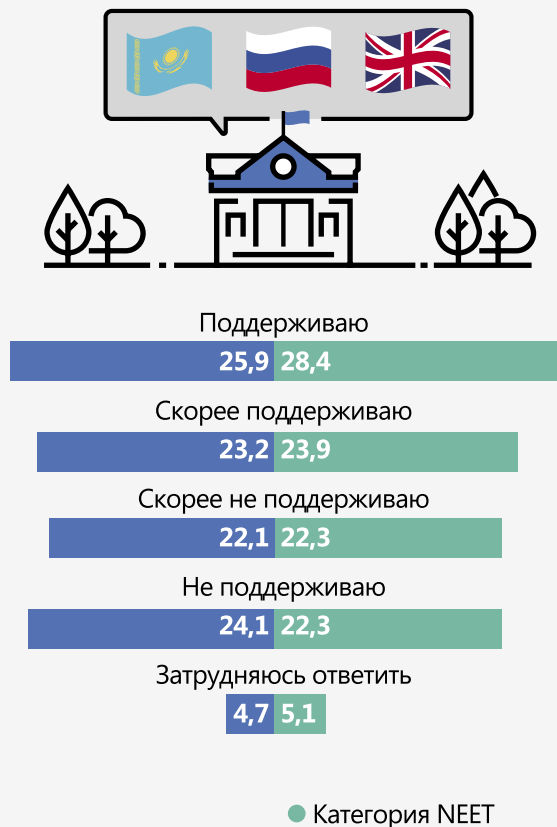 Поддерживаю
25,9 28,4
Скорее поддерживаю
23,2 23,9
Скорее не поддерживаю
22,1 22,3
Не поддерживаю
24,1 22,3
Затрудняюсь ответить
4,7 5,1
Категория NEET